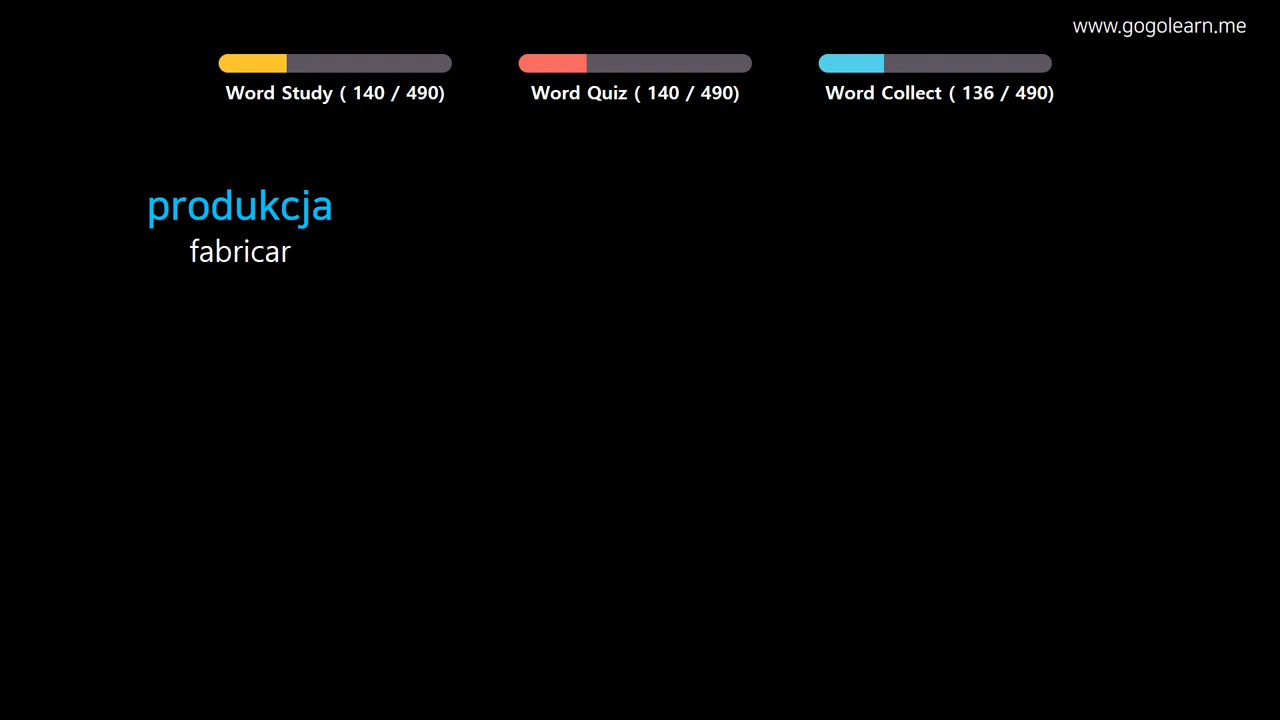 www.gogolearn.me
Word Study ( 140 / 490)
Word Quiz ( 140 / 490)
Word Collect ( 136 / 490)
produkcja
fabricar